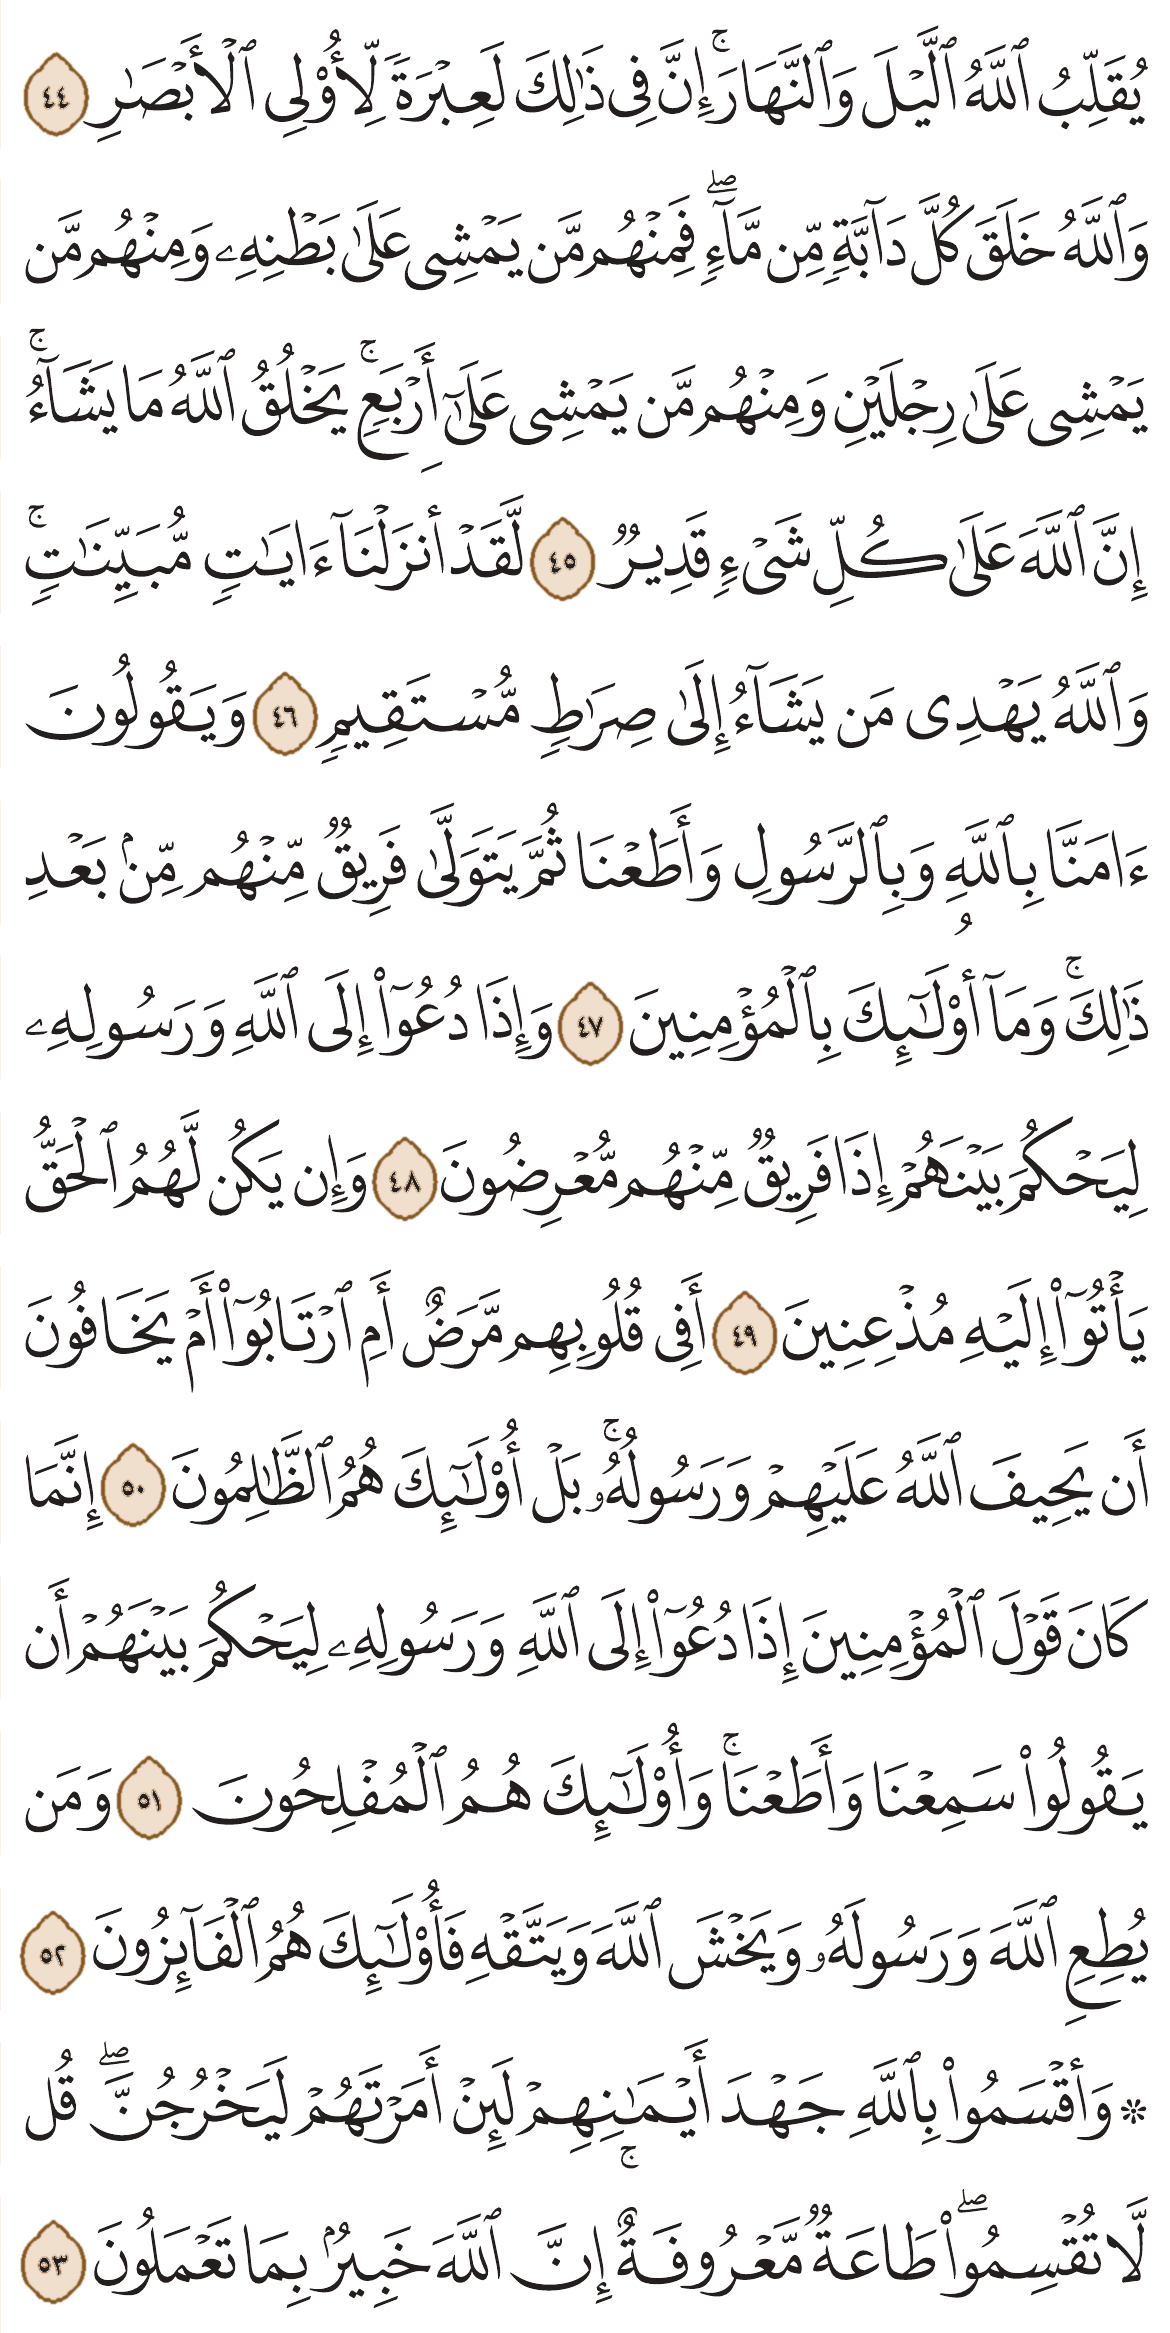 يُقَلِّبُ ٱللَّهُ ٱلَّيۡلَ وَٱلنَّهَارَۚ إِنَّ فِى ذَٰلِكَ لَعِبۡرَةً لِّأُوْلِى ٱلۡأَبۡصَٰرِ ٤٤
وَٱللَّهُ خَلَقَ كُلَّ دَآبَّةٍ مِّن مَّآءٍۖ فَمِنۡهُم مَّن يَمۡشِى عَلَىٰ بَطۡنِهِۦ وَمِنۡهُم مَّن
يَمۡشِى عَلَىٰ رِجۡلَيۡنِ وَمِنۡهُم مَّن يَمۡشِى عَلَىٰٓ أَرۡبَعٍۚ يَخۡلُقُ ٱللَّهُ مَا يَشَآءُۚ
إِنَّ ٱللَّهَ عَلَىٰ كُلِّ شَىۡءٍ قَدِيرٌ ٤٥ لَّقَدۡ أَنزَلۡنَآ ءَايَٰتٍ مُّبَيِّنَٰتٍۚ
وَٱللَّهُ يَهۡدِى مَن يَشَآءُ إِلَىٰ صِرَٰطٍ مُّسۡتَقِيمٍ ٤٦ وَيَقُولُونَ
ءَامَنَّا بِٱللَّهِ وَبِٱلرَّسُولِ وَأَطَعۡنَا ثُمَّ يَتَوَلَّىٰ فَرِيقٌ مِّنۡهُم مِّنۢ بَعۡدِ
ذَٰلِكَۚ وَمَآ أُوْلَٰٓئِكَ بِٱلۡمُؤۡمِنِينَ ٤٧ وَإِذَا دُعُوٓاْ إِلَى ٱللَّهِ وَرَسُولِهِۦ
لِيَحۡكُمَ بَيۡنَهُمۡ إِذَا فَرِيقٌ مِّنۡهُم مُّعۡرِضُونَ ٤٨ وَإِن يَكُن لَّهُمُ ٱلۡحَقُّ
يَأۡتُوٓاْ إِلَيۡهِ مُذۡعِنِينَ ٤٩ أَفِى قُلُوبِهِم مَّرَضٌ أَمِ ٱرۡتَابُوٓاْ أَمۡ يَخَافُونَ
أَن يَحِيفَ ٱللَّهُ عَلَيۡهِمۡ وَرَسُولُهُۥۚ بَلۡ أُوْلَٰٓئِكَ هُمُ ٱلظَّٰلِمُونَ ٥٠ إِنَّمَا
كَانَ قَوۡلَ ٱلۡمُؤۡمِنِينَ إِذَا دُعُوٓاْ إِلَى ٱللَّهِ وَرَسُولِهِۦ لِيَحۡكُمَ بَيۡنَهُمۡ أَن
يَقُولُواْ سَمِعۡنَا وَأَطَعۡنَاۚ وَأُوْلَٰٓئِكَ هُمُ ٱلۡمُفۡلِحُونَ ٥١ وَمَن
يُطِعِ ٱللَّهَ وَرَسُولَهُۥ وَيَخۡشَ ٱللَّهَ وَيَتَّقۡهِ فَأُوْلَٰٓئِكَ هُمُ ٱلۡفَآئِزُونَ ٥٢
۞ وَأَقۡسَمُواْ بِٱللَّهِ جَهۡدَ أَيۡمَٰنِهِمۡ لَئِنۡ أَمَرۡتَهُمۡ لَيَخۡرُجُنَّۖ قُل
لَّا تُقۡسِمُواْۖ طَاعَةٌ مَّعۡرُوفَةٌۚ إِنَّ ٱللَّهَ خَبِيرُۢ بِمَا تَعۡمَلُونَ ٥٣